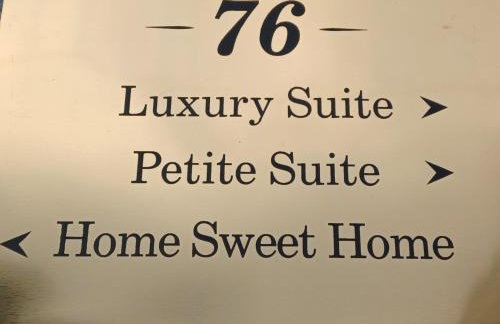 — 76 —
Luxury Suite ➤
Petite Suite ➤
⮜ Home Sweet Home